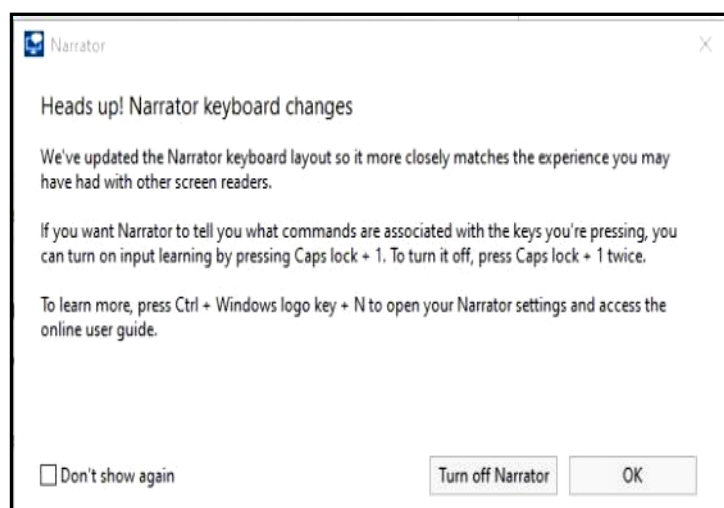 Narrator
Heads up! Narrator keyboard changes
We've updated the Narrator keyboard layout so it more closely matches the experience you may
have had with other screen readers.
If you want Narrator to tell you what commands are associated with the keys you're pressing, you
can turn on input learning by pressing Caps lock + 1. To turn it off, press Caps lock + 1 twice.
To learn more, press Ctrl + Windows logo key + N to open your Narrator settings and access the
online user guide.
Don't show again
Turn off Narrator
OK